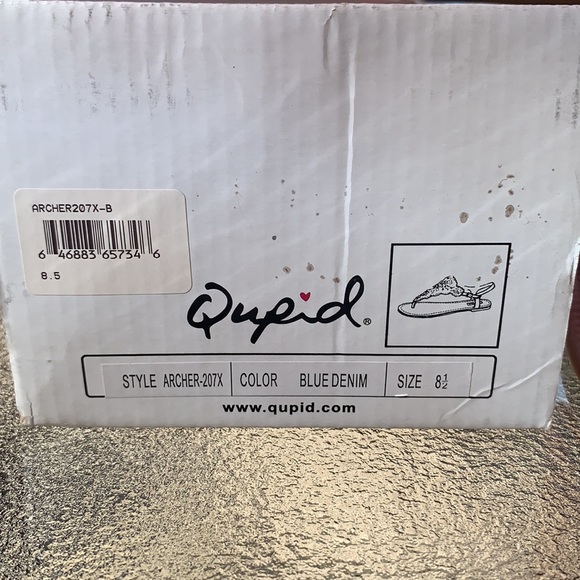 ARCHER207X-B
6 46883 65734 6
8.5
Qupid®
STYLE ARCHER-207X COLOR BLUE DENIM SIZE 8½
www.qupid.com